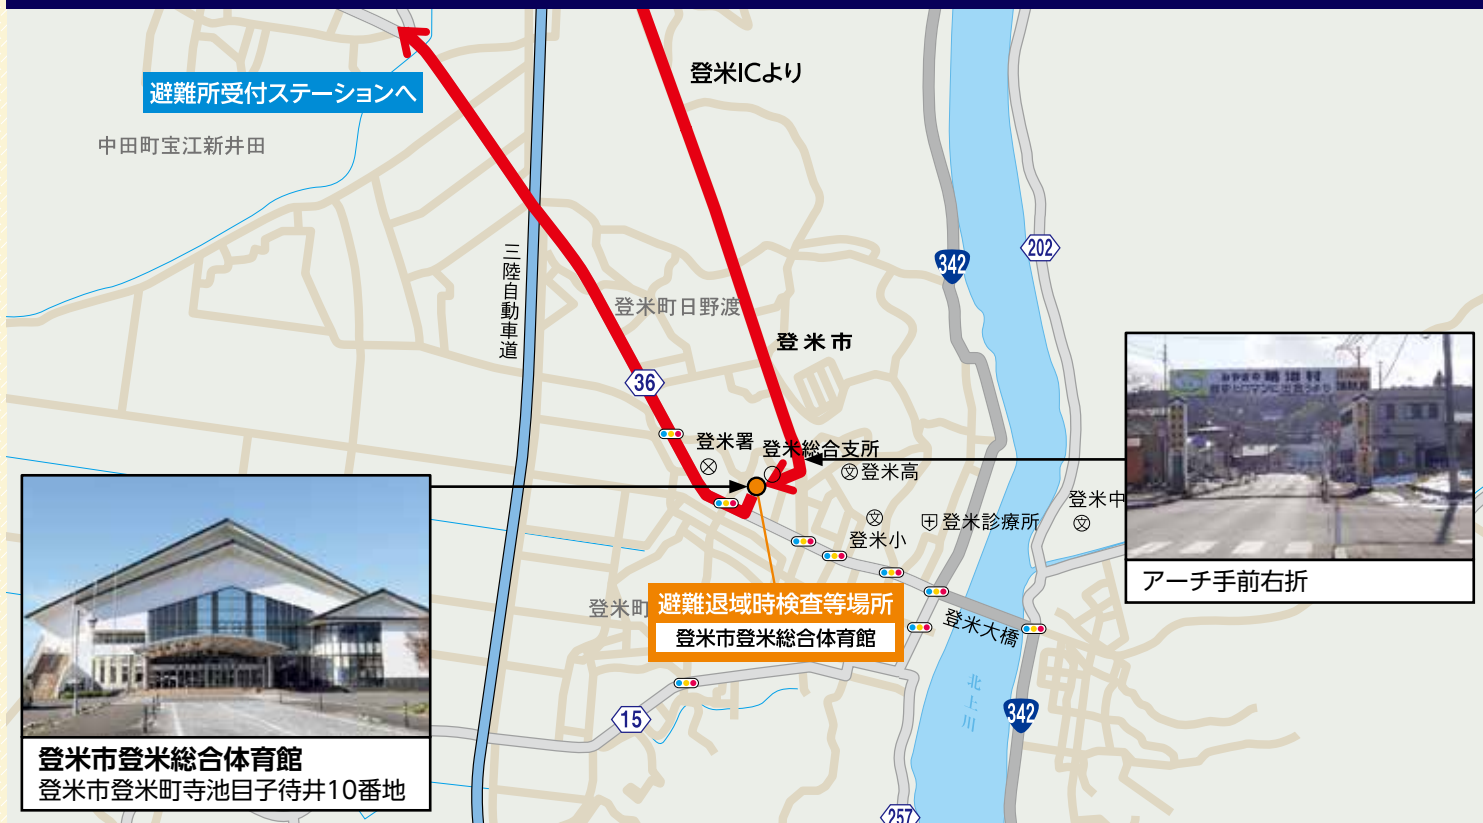 登米ICより
避難所受付ステーションへ
中田町宝江新井田
三陸自動車道
342
202
登米町日野渡
登米市
36
登米署
登米総合支所
登米高
登米中
登米小
登米診療所
アーチ手前右折
登米町
避難退域時検査等場所
登米市登米総合体育館
登米大橋
北上川
15
342
257
登米市登米総合体育館
登米市登米町寺池目子待井10番地